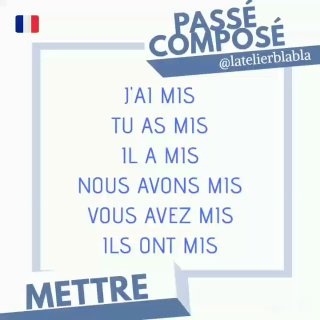 PASSÉ
COMPOSÉ
@latelierblabla
J'AI MIS
TU AS MIS
IL A MIS
NOUS AVONS MIS
VOUS AVEZ MIS
ILS ONT MIS
METTRE